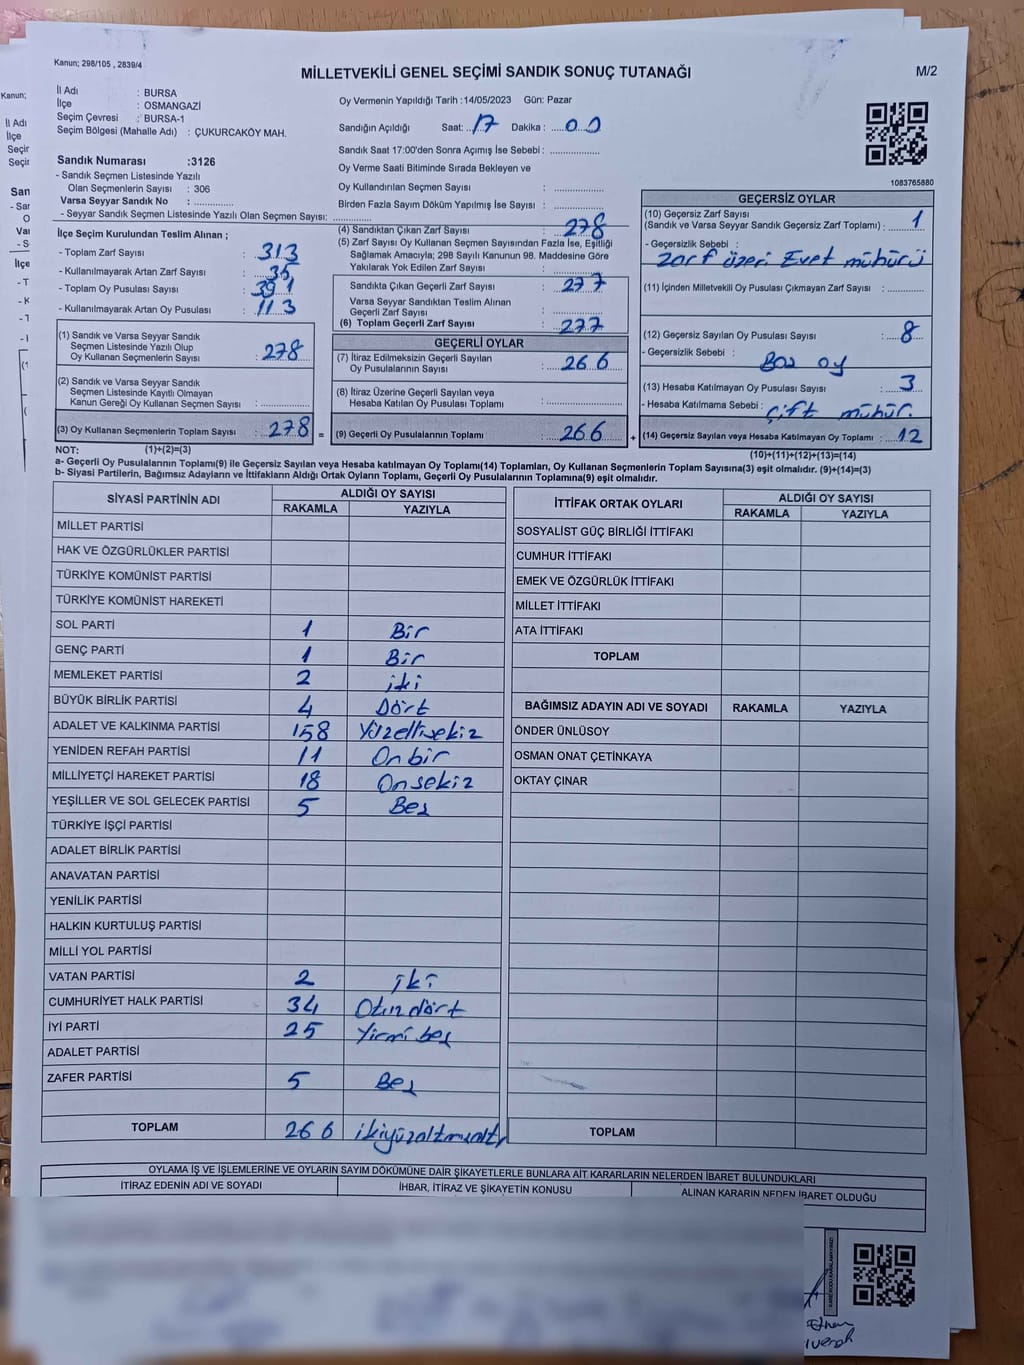 Kanun; 298/105 , 2839/4
MİLLETVEKİLİ GENEL SEÇİMİ SANDIK SONUÇ TUTANAĞI
M/2
İl Adı : BURSA
İlçe : OSMANGAZİ
Seçim Çevresi : BURSA-1
Seçim Bölgesi (Mahalle Adı) : ÇUKURCAKÖY MAH.
Sandık Numarası :3126
- Sandık Seçmen Listesinde Yazılı
Olan Seçmenlerin Sayısı : 306
Varsa Seyyar Sandık No : ..............
- Seyyar Sandık Seçmen Listesinde Yazılı Olan Seçmen Sayısı: ..............
Oy Vermenin Yapıldığı Tarih :14/05/2023 Gün: Pazar
Sandığın Açıldığı Saat: 17 Dakika : 00
Sandık Saat 17:00'den Sonra Açımış İse Sebebi : ..................
Oy Verme Saati Bitiminde Sırada Bekleyen ve
Oy Kullandırılan Seçmen Sayısı : ..................
Birden Fazla Sayım Döküm Yapılmış İse Sayısı : ..................
1083765880
İlçe Seçim Kurulundan Teslim Alınan ;
- Toplam Zarf Sayısı : 313
- Kullanılmayarak Artan Zarf Sayısı : 35
- Toplam Oy Pusulası Sayısı : 391
- Kullanılmayarak Artan Oy Pusulası : 113
(1) Sandık ve Varsa Seyyar Sandık
Seçmen Listesinde Yazılı Olup
Oy Kullanan Seçmenlerin Sayısı : 278
(2) Sandık ve Varsa Seyyar Sandık
Seçmen Listesinde Kayıtlı Olmayan
Kanun Gereği Oy Kullanan Seçmen Sayısı : ..............
(3) Oy Kullanan Seçmenlerin Toplam Sayısı : 278 =
(4) Sandıktan Çıkan Zarf Sayısı : 278
(5) Zarf Sayısı Oy Kullanan Seçmen Sayısından Fazla İse, Eşitliği
Sağlamak Amacıyla; 298 Sayılı Kanunun 98. Maddesine Göre
Yakılarak Yok Edilen Zarf Sayısı : ..............
Sandıkta Çıkan Geçerli Zarf Sayısı : 277
Varsa Seyyar Sandıktan Teslim Alınan
Geçerli Zarf Sayısı : ..............
(6) Toplam Geçerli Zarf Sayısı : 277
GEÇERLİ OYLAR
(7) İtiraz Edilmeksizin Geçerli Sayılan
Oy Pusulalarının Sayısı : 266
(8) İtiraz Üzerine Geçerli Sayılan veya
Hesaba Katılan Oy Pusulaları Toplamı : ..............
(9) Geçerli Oy Pusulalarının Toplamı : 266 +
GEÇERSİZ OYLAR
(10) Geçersiz Zarf Sayısı
(Sandık ve Varsa Seyyar Sandık Geçersiz Zarf Toplamı) : 1
- Geçersizlik Sebebi :
Zarf üzeri Evet mühürü
(11) İçinden Milletvekili Oy Pusulası Çıkmayan Zarf Sayısı : ..............
(12) Geçersiz Sayılan Oy Pusulası Sayısı : 8
- Geçersizlik Sebebi : Boş oy
(13) Hesaba Katılmayan Oy Pusulası Sayısı : 3
- Hesaba Katılmama Sebebi : Çift mühür.
(14) Geçersiz Sayılan veya Hesaba Katılmayan Oy Toplamı : 12
NOT: (1)+(2)=(3)
(10)+(11)+(12)+(13)=(14)
a- Geçerli Oy Pusulalarının Toplamı(9) ile Geçersiz Sayılan veya Hesaba Katılmayan Oy Toplamı(14) Toplamları, Oy Kullanan Seçmenlerin Toplam Sayısına(3) eşit olmalıdır. (9)+(14)=(3)
b- Siyasi Partilerin, Bağımsız Adayların ve İttifakların Aldığı Ortak Oyların Toplamı, Geçerli Oy Pusulalarının Toplamına(9) eşit olmalıdır.
SİYASİ PARTİNİN ADI ALDIĞI OY SAYISI
RAKAMLA YAZIYLA
MİLLET PARTİSİ
HAK VE ÖZGÜRLÜKLER PARTİSİ
TÜRKİYE KOMÜNİST PARTİSİ
TÜRKİYE KOMÜNİST HAREKETİ
SOL PARTİ 1 Bir
GENÇ PARTİ 1 Bir
MEMLEKET PARTİSİ 2 iki
BÜYÜK BİRLİK PARTİSİ 4 Dört
ADALET VE KALKINMA PARTİSİ 158 Yüzellisekiz
YENİDEN REFAH PARTİSİ 11 Onbir
MİLLİYETÇİ HAREKET PARTİSİ 18 Onsekiz
YEŞİLLER VE SOL GELECEK PARTİSİ 5 Beş
TÜRKİYE İŞÇİ PARTİSİ
ADALET BİRLİK PARTİSİ
ANAVATAN PARTİSİ
YENİLİK PARTİSİ
HALKIN KURTULUŞ PARTİSİ
MİLLİ YOL PARTİSİ
VATAN PARTİSİ 2 iki
CUMHURİYET HALK PARTİSİ 34 Otuzdört
İYİ PARTİ 25 Yirmi beş
ADALET PARTİSİ
ZAFER PARTİSİ 5 Beş
TOPLAM 266 ikiyüzaltmışaltı
İTTİFAK ORTAK OYLARI ALDIĞI OY SAYISI
RAKAMLA YAZIYLA
SOSYALİST GÜÇ BİRLİĞİ İTTİFAKI
CUMHUR İTTİFAKI
EMEK VE ÖZGÜRLÜK İTTİFAKI
MİLLET İTTİFAKI
ATA İTTİFAKI
TOPLAM
BAĞIMSIZ ADAYIN ADI VE SOYADI RAKAMLA YAZIYLA
ÖNDER ÜNLÜSOY
OSMAN ONAT ÇETİNKAYA
OKTAY ÇINAR
TOPLAM
OYLAMA İŞ VE İŞLEMLERİNE VE OYLARIN SAYIM DÖKÜMÜNE DAİR ŞİKAYETLERLE BUNLARA AİT KARARLARIN NELERDEN İBARET BULUNDUKLARI
İTİRAZ EDENİN ADI VE SOYADI İHBAR, İTİRAZ VE ŞİKAYETİN KONUSU ALINAN KARARIN NEDEN İBARET OLDUĞU